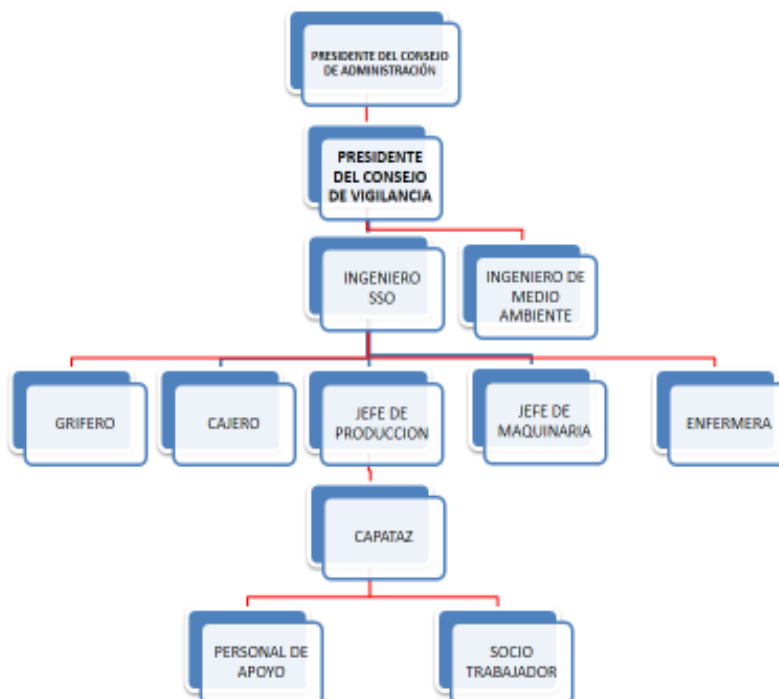 PRESIDENTE DEL CONSEJO
DE ADMINISTRACIÓN
PRESIDENTE
DEL CONSEJO
DE VIGILANCIA
INGENIERO
SSO
INGENIERO DE
MEDIO
AMBIENTE
GRIFERO
CAJERO
JEFE DE
PRODUCCION
JEFE DE
MAQUINARIA
ENFERMERA
CAPATAZ
PERSONAL DE
APOYO
SOCIO
TRABAJADOR